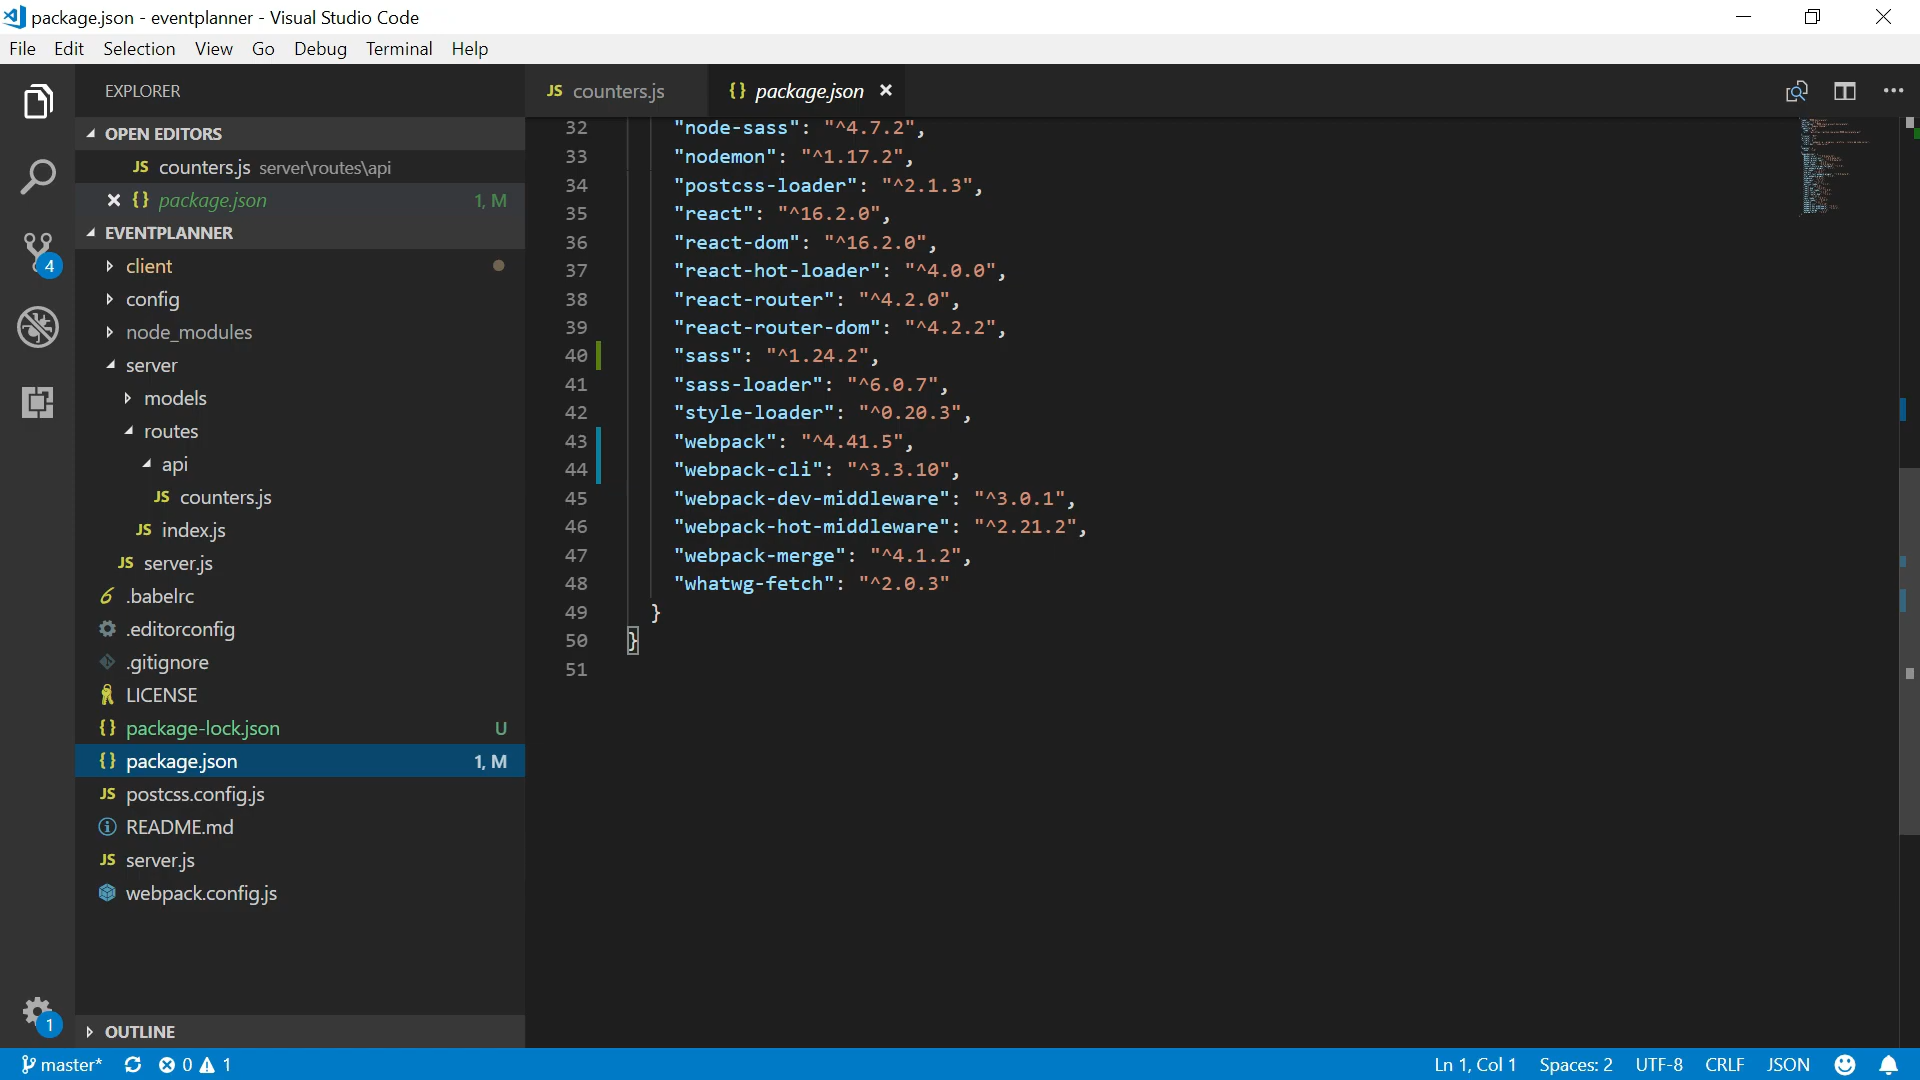 package.json - eventplanner - Visual Studio Code
File Edit Selection View Go Debug Terminal Help
EXPLORER
OPEN EDITORS
JS counters.js server\routes\api
{} package.json 1, M
EVENTPLANNER
client
config
node_modules
server
models
routes
api
JS counters.js
JS index.js
JS server.js
.babelrc
.editorconfig
.gitignore
LICENSE
{} package-lock.json U
{} package.json 1, M
JS postcss.config.js
README.md
JS server.js
webpack.config.js
OUTLINE
4
1
JS counters.js {} package.json
32 "node-sass": "^4.7.2",
33 "nodemon": "^1.17.2",
34 "postcss-loader": "^2.1.3",
35 "react": "^16.2.0",
36 "react-dom": "^16.2.0",
37 "react-hot-loader": "^4.0.0",
38 "react-router": "^4.2.0",
39 "react-router-dom": "^4.2.2",
40 "sass": "^1.24.2",
41 "sass-loader": "^6.0.7",
42 "style-loader": "^0.20.3",
43 "webpack": "^4.41.5",
44 "webpack-cli": "^3.3.10",
45 "webpack-dev-middleware": "^3.0.1",
46 "webpack-hot-middleware": "^2.21.2",
47 "webpack-merge": "^4.1.2",
48 "whatwg-fetch": "^2.0.3"
49 }
50 }
51
master* 0 1 Ln 1, Col 1 Spaces: 2 UTF-8 CRLF JSON